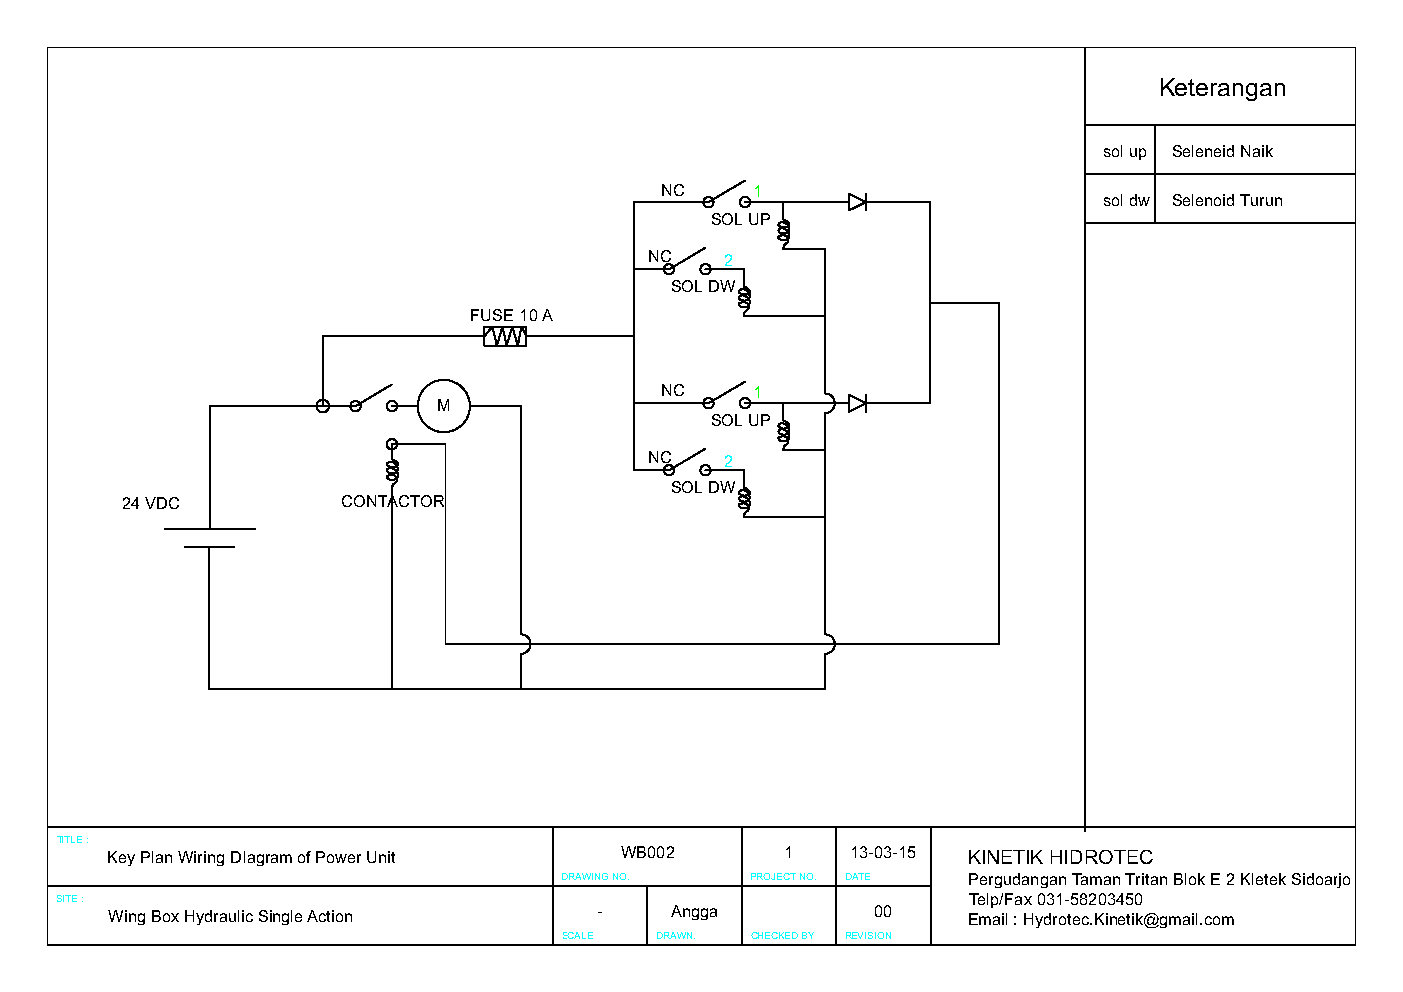 Keterangan
sol up Seleneid Naik
sol dw Selenoid Turun
NC 1
SOL UP
NC 2
SOL DW
FUSE 10 A
NC 1
SOL UP
M
NC 2
SOL DW
24 VDC
CONTACTOR
TITLE :
Key Plan Wiring DIagram of Power Unit
WB002
DRAWING NO.
1
PROJECT NO.
13-03-15
DATE
SITE :
Wing Box Hydraulic Single Action
-
SCALE
Angga
DRAWN.
CHECKED BY
00
REVISION
KINETIK HIDROTEC
Pergudangan Taman Tritan Blok E 2 Kletek Sidoarjo
Telp/Fax 031-58203450
Email : Hydrotec.Kinetik@gmail.com